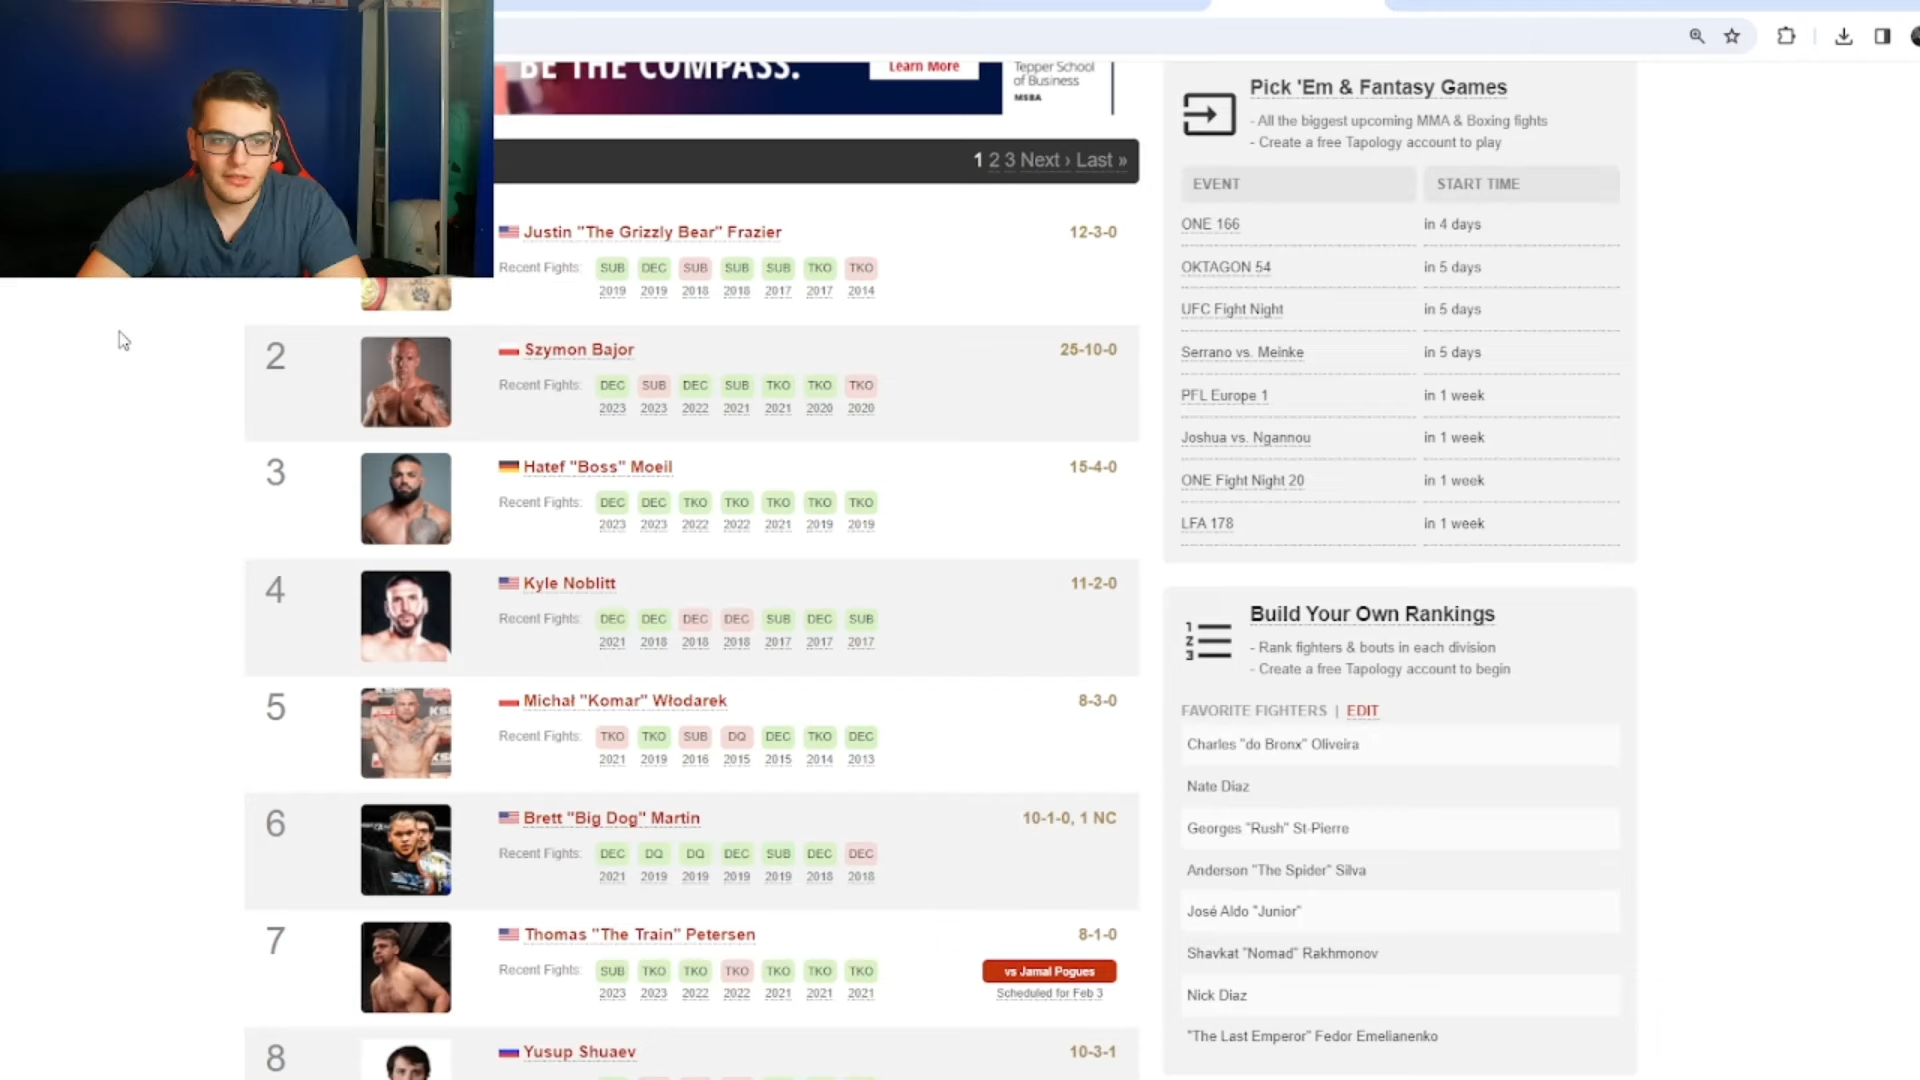 BE THE COMPASS.
Learn More
Tepper School
of Business
MSBA
1 2 3 Next › Last »
Justin "The Grizzly Bear" Frazier
12-3-0
Recent Fights: SUB DEC SUB SUB SUB TKO TKO
2019 2019 2018 2018 2017 2017 2014
2
Szymon Bajor
25-10-0
Recent Fights: DEC SUB DEC SUB TKO TKO TKO
2023 2023 2022 2021 2021 2020 2020
3
Hatef "Boss" Moeil
15-4-0
Recent Fights: DEC DEC TKO TKO TKO TKO TKO
2023 2023 2022 2022 2021 2019 2019
4
Kyle Noblitt
11-2-0
Recent Fights: DEC DEC DEC DEC SUB DEC SUB
2021 2018 2018 2018 2017 2017 2017
5
Michał "Komar" Włodarek
8-3-0
Recent Fights: TKO TKO SUB DQ DEC TKO DEC
2021 2019 2016 2015 2015 2014 2013
6
Brett "Big Dog" Martin
10-1-0, 1 NC
Recent Fights: DEC DQ DQ DEC SUB DEC DEC
2021 2019 2019 2019 2019 2018 2018
7
Thomas "The Train" Petersen
8-1-0
Recent Fights: SUB TKO TKO TKO TKO TKO TKO
2023 2023 2022 2022 2021 2021 2021
vs Jamal Pogues
Scheduled for Feb 3
8
Yusup Shuaev
10-3-1
Pick 'Em & Fantasy Games
- All the biggest upcoming MMA & Boxing fights
- Create a free Tapology account to play
EVENT START TIME
ONE 166 in 4 days
OKTAGON 54 in 5 days
UFC Fight Night in 5 days
Serrano vs. Meinke in 5 days
PFL Europe 1 in 1 week
Joshua vs. Ngannou in 1 week
ONE Fight Night 20 in 1 week
LFA 178 in 1 week
1
2
3
Build Your Own Rankings
- Rank fighters & bouts in each division
- Create a free Tapology account to begin
FAVORITE FIGHTERS | EDIT
Charles "do Bronx" Oliveira
Nate Diaz
Georges "Rush" St-Pierre
Anderson "The Spider" Silva
José Aldo "Junior"
Shavkat "Nomad" Rakhmonov
Nick Diaz
"The Last Emperor" Fedor Emelianenko